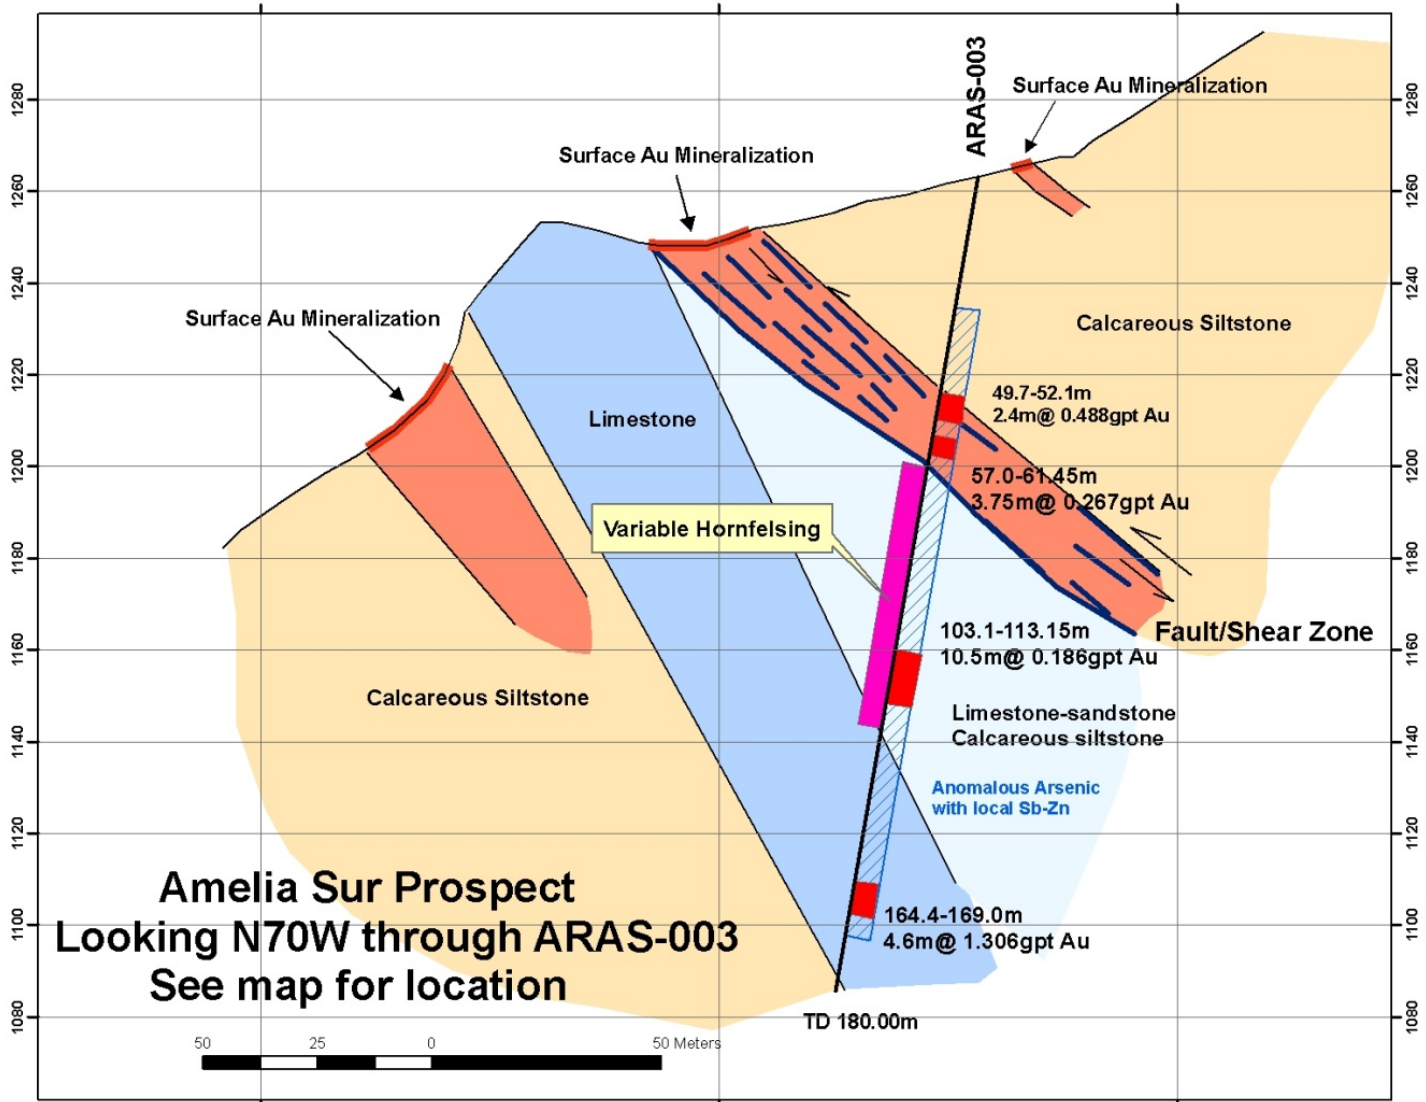 ARAS-003
Surface Au Mineralization
Surface Au Mineralization
Surface Au Mineralization
1280
1260
1240
1220
1200
1180
1160
1140
1120
1100
1080
1280
1260
1240
1220
1200
1180
1160
1140
1120
1100
1080
Calcareous Siltstone
Limestone
49.7-52.1m
2.4m@ 0.488gpt Au
57.0-61.45m
3.75m@ 0.267gpt Au
Variable Hornfelsing
103.1-113.15m
10.5m@ 0.186gpt Au
Fault/Shear Zone
Calcareous Siltstone
Limestone-sandstone
Calcareous siltstone
Anomalous Arsenic
with local Sb-Zn
164.4-169.0m
4.6m@ 1.306gpt Au
Amelia Sur Prospect
Looking N70W through ARAS-003
See map for location
TD 180.00m
50 25 0 50 Meters